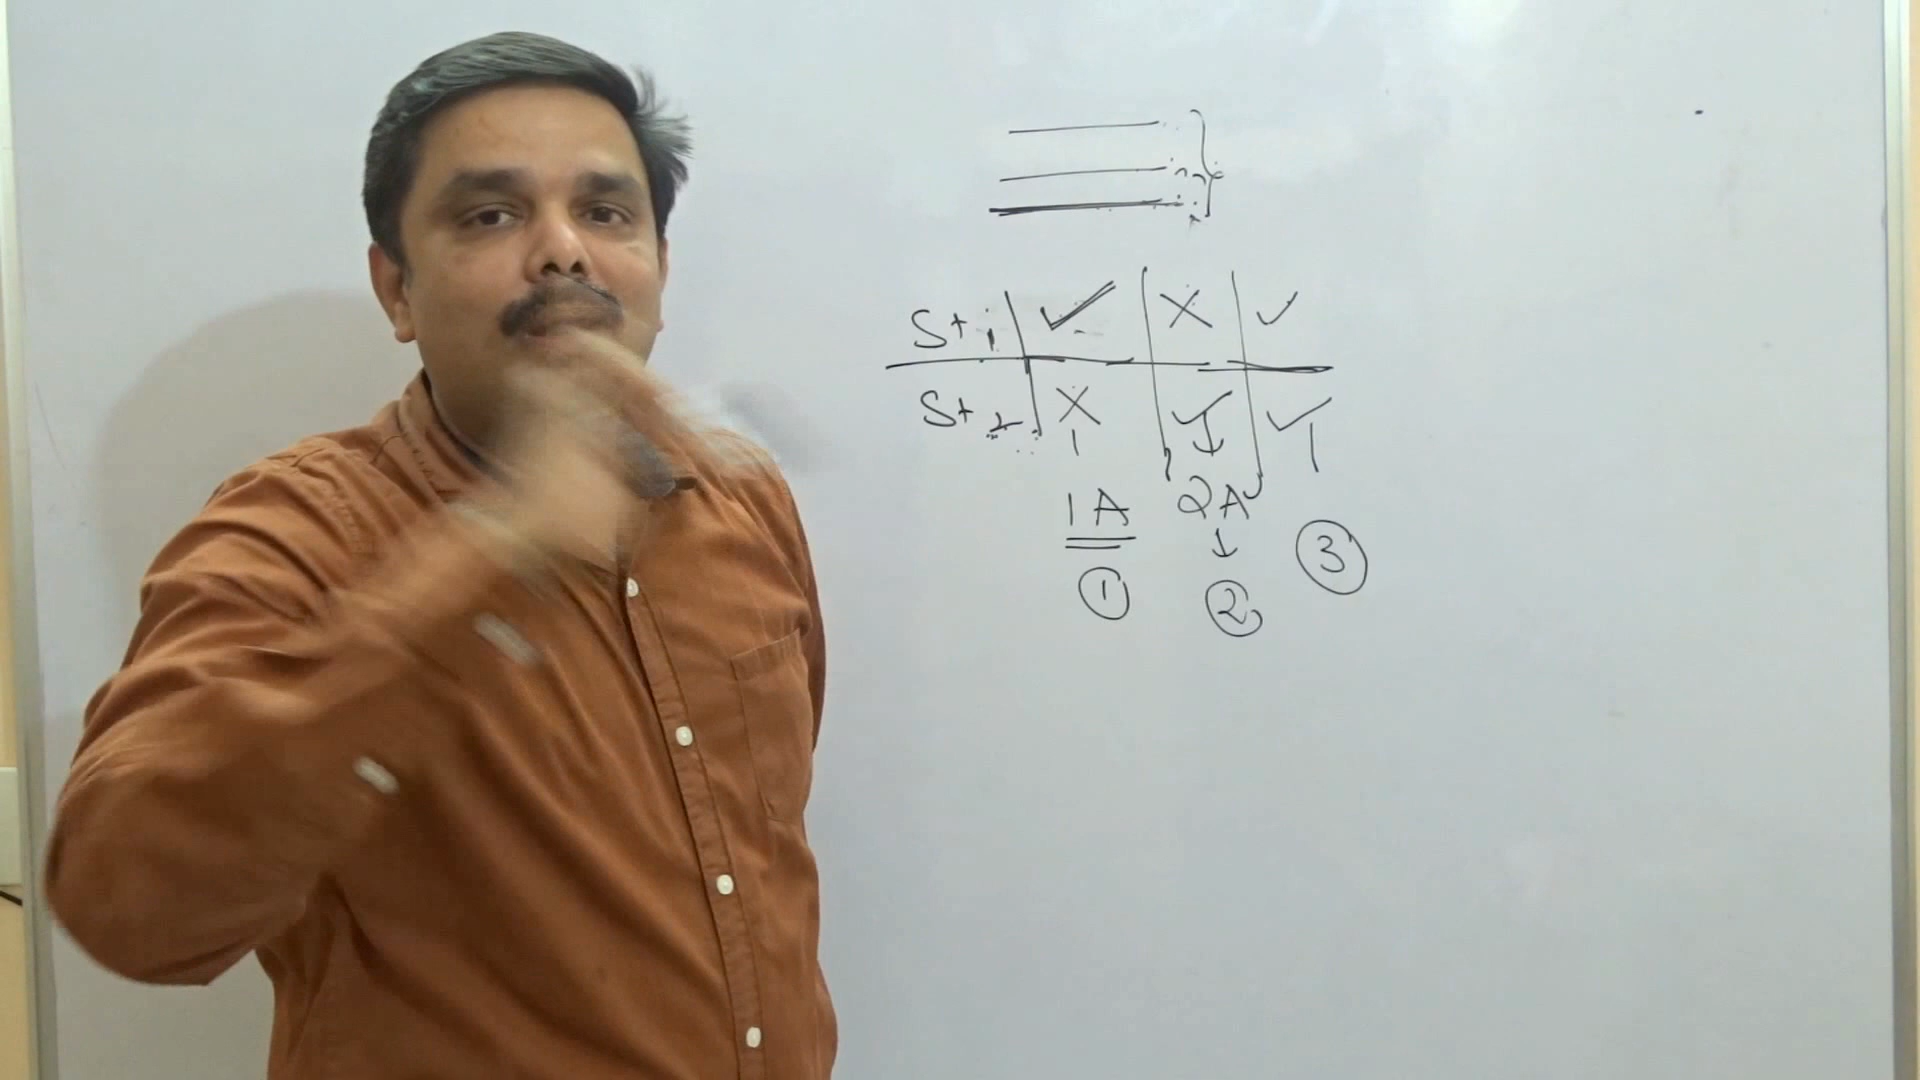 St 1 ✓ X ✓
St 2 X ✓ ✓
1A 2A
1 2 3